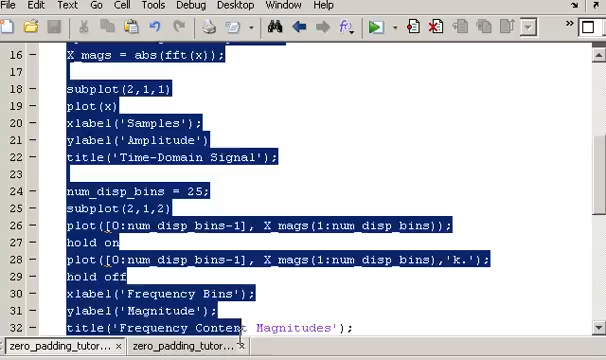 File Edit Text Go Cell Tools Debug Desktop Window Help
16 - X_mags = abs(fft(x));
17
18 - subplot(2,1,1)
19 - plot(x)
20 - xlabel('Samples');
21 - ylabel('Amplitude')
22 - title('Time-Domain Signal');
23
24 - num_disp_bins = 25;
25 - subplot(2,1,2)
26 - plot([0:num_disp_bins-1], X_mags(1:num_disp_bins));
27 - hold on
28 - plot([0:num_disp_bins-1], X_mags(1:num_disp_bins),'k.');
29 - hold off
30 - xlabel('Frequency Bins');
31 - ylabel('Magnitude');
32 - title('Frequency Content Magnitudes');
zero_padding_tutor... × zero_padding_tutor... ×